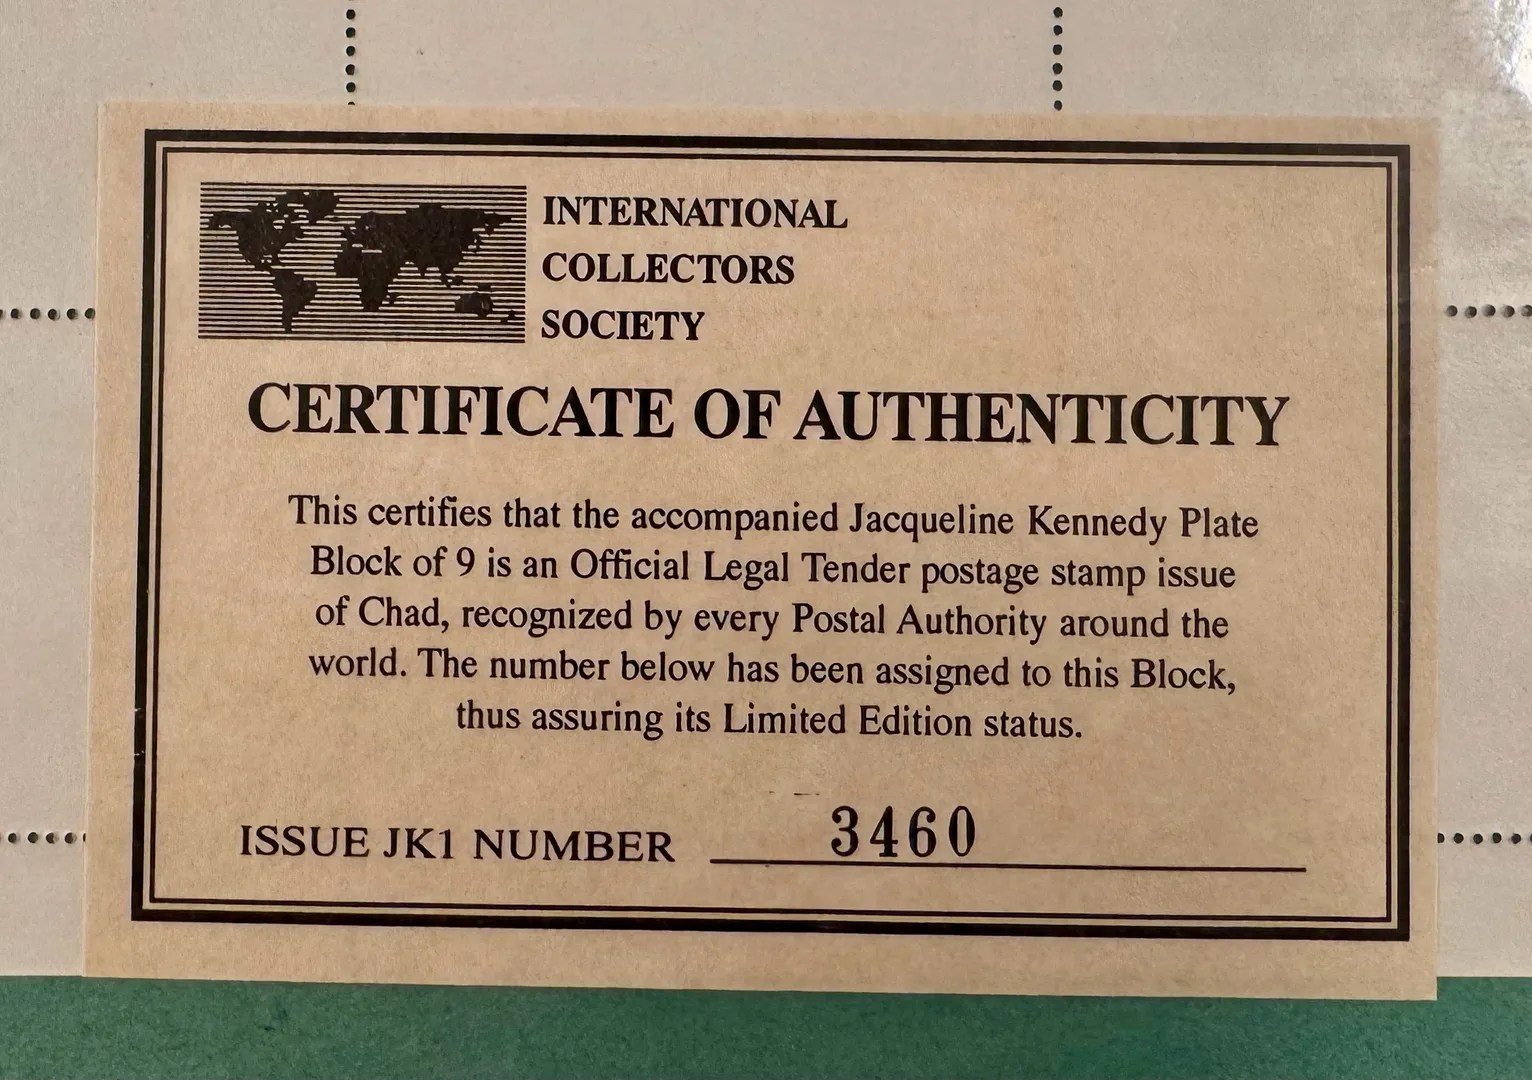 INTERNATIONAL
COLLECTORS
SOCIETY
CERTIFICATE OF AUTHENTICITY
This certifies that the accompanied Jacqueline Kennedy Plate
Block of 9 is an Official Legal Tender postage stamp issue
of Chad, recognized by every Postal Authority around the
world. The number below has been assigned to this Block,
thus assuring its Limited Edition status.
ISSUE JK1 NUMBER 3460